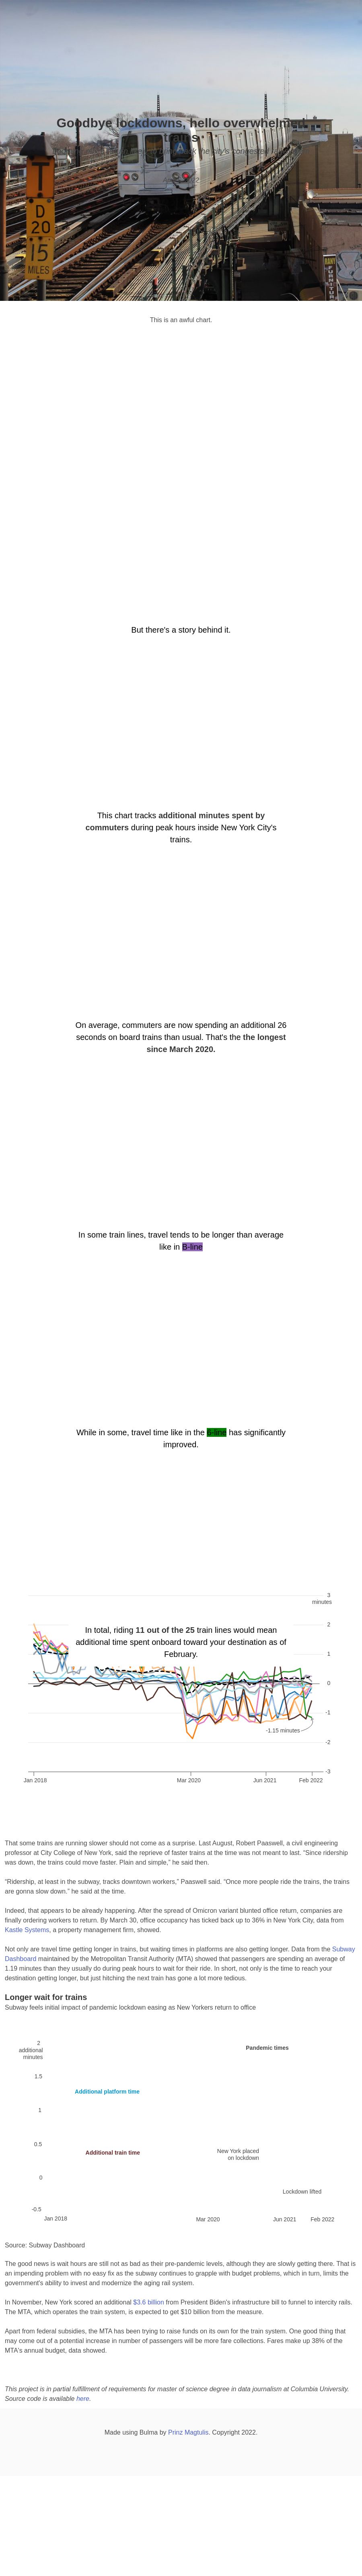 Goodbye lockdowns, hello overwhelmed
trains
A
T
D
20
15
MILES
This is an awful chart.
But there's a story behind it.
This chart tracks additional minutes spent by
commuters during peak hours inside New York City's
trains.
On average, commuters are now spending an additional 26
seconds on board trains than usual. That's the the longest
since March 2020.
In some train lines, travel tends to be longer than average
like in B-line
While in some, travel time like in the
has significantly
improved.
3
minutes
2
In total, riding 11 out of the 25 train lines would mean
additional time spent onboard toward your destination as of
February.
1
0
-1
-1.15 minutes
-2
-3
Jan 2018
Mar 2020
Jun 2021
Feb 2022
That some trains are running slower should not come as a surprise. Last August, Robert Paaswell, a civil engineering
professor at City College of New York, said the reprieve of faster trains at the time was not meant to last. “Since ridership
was down, the trains could move faster. Plain and simple,” he said then.
“Ridership, at least in the subway, tracks downtown workers,” Paaswell said. “Once more people ride the trains, the trains
are gonna slow down.” he said at the time.
Indeed, that appears to be already happening. After the spread of Omicron variant blunted office return, companies are
finally ordering workers to return. By March 30, office occupancy has ticked back up to 36% in New York City, data from
Kastle Systems, a property management firm, showed.
Not only are travel time getting longer in trains, but waiting times in platforms are also getting longer. Data from the Subway
Dashboard maintained by the Metropolitan Transit Authority (MTA) showed that passengers are spending an average of
1.19 minutes than they usually do during peak hours to wait for their ride. In short, not only is the time to reach your
destination getting longer, but just hitching the next train has gone a lot more tedious.
Longer wait for trains
Subway feels initial impact of pandemic lockdown easing as New Yorkers return to office
2
additional
minutes
Pandemic times
1.5
Additional platform time
1
0.5
Additional train time
New York placed
on lockdown
0
Lockdown lifted
-0.5
Jan 2018
Mar 2020
Jun 2021
Feb 2022
Source: Subway Dashboard
The good news is wait hours are still not as bad as their pre-pandemic levels, although they are slowly getting there. That is
an impending problem with no easy fix as the subway continues to grapple with budget problems, which in turn, limits the
government's ability to invest and modernize the aging rail system.
In November, New York scored an additional $3.6 billion from President Biden's infrastructure bill to funnel to intercity rails.
The MTA, which operates the train system, is expected to get $10 billion from the measure.
Apart from federal subsidies, the MTA has been trying to raise funds on its own for the train system. One good thing that
may come out of a potential increase in number of passengers will be more fare collections. Fares make up 38% of the
MTA's annual budget, data showed.
This project is in partial fulfillment of requirements for master of science degree in data journalism at Columbia University.
Source code is available here.
Made using Bulma by Prinz Magtulis. Copyright 2022.